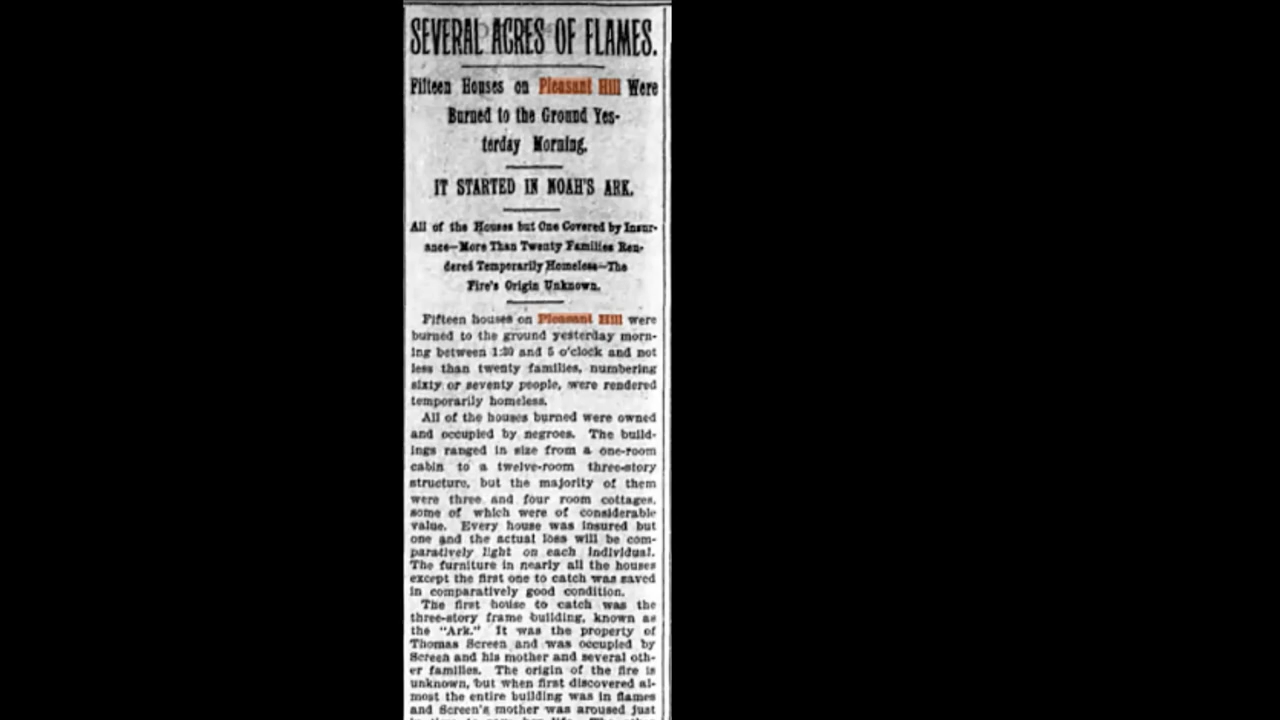 SEVERAL ACRES OF FLAMES.
Fifteen Houses on Pleasant Hill Were
Burned to the Ground Yes-
terday Morning.
IT STARTED IN NOAH'S ARK.
All of the Houses but One Covered by Insur-
ance—More Than Twenty Families Ren-
dered Temporarily Homeless—The
Fire's Origin Unknown.
Fifteen houses on Pleasant Hill were
burned to the ground yesterday morn-
ing between 1:30 and 5 o'clock and not
less than twenty families, numbering
sixty or seventy people, were rendered
temporarily homeless.
All of the houses burned were owned
and occupied by negroes. The build-
ings ranged in size from a one-room
cabin to a twelve-room three-story
structure, but the majority of them
were three and four room cottages,
some of which were of considerable
value. Every house was insured but
one and the actual loss will be com-
paratively light on each individual.
The furniture in nearly all the houses
except the first one to catch was saved
in comparatively good condition.
The first house to catch was the
three-story frame building, known as
the "Ark." It was the property of
Thomas Screen and was occupied by
Screen and his mother and several oth-
er families. The origin of the fire is
unknown, but when first discovered al-
most the entire building was in flames
and Screen's mother was aroused just